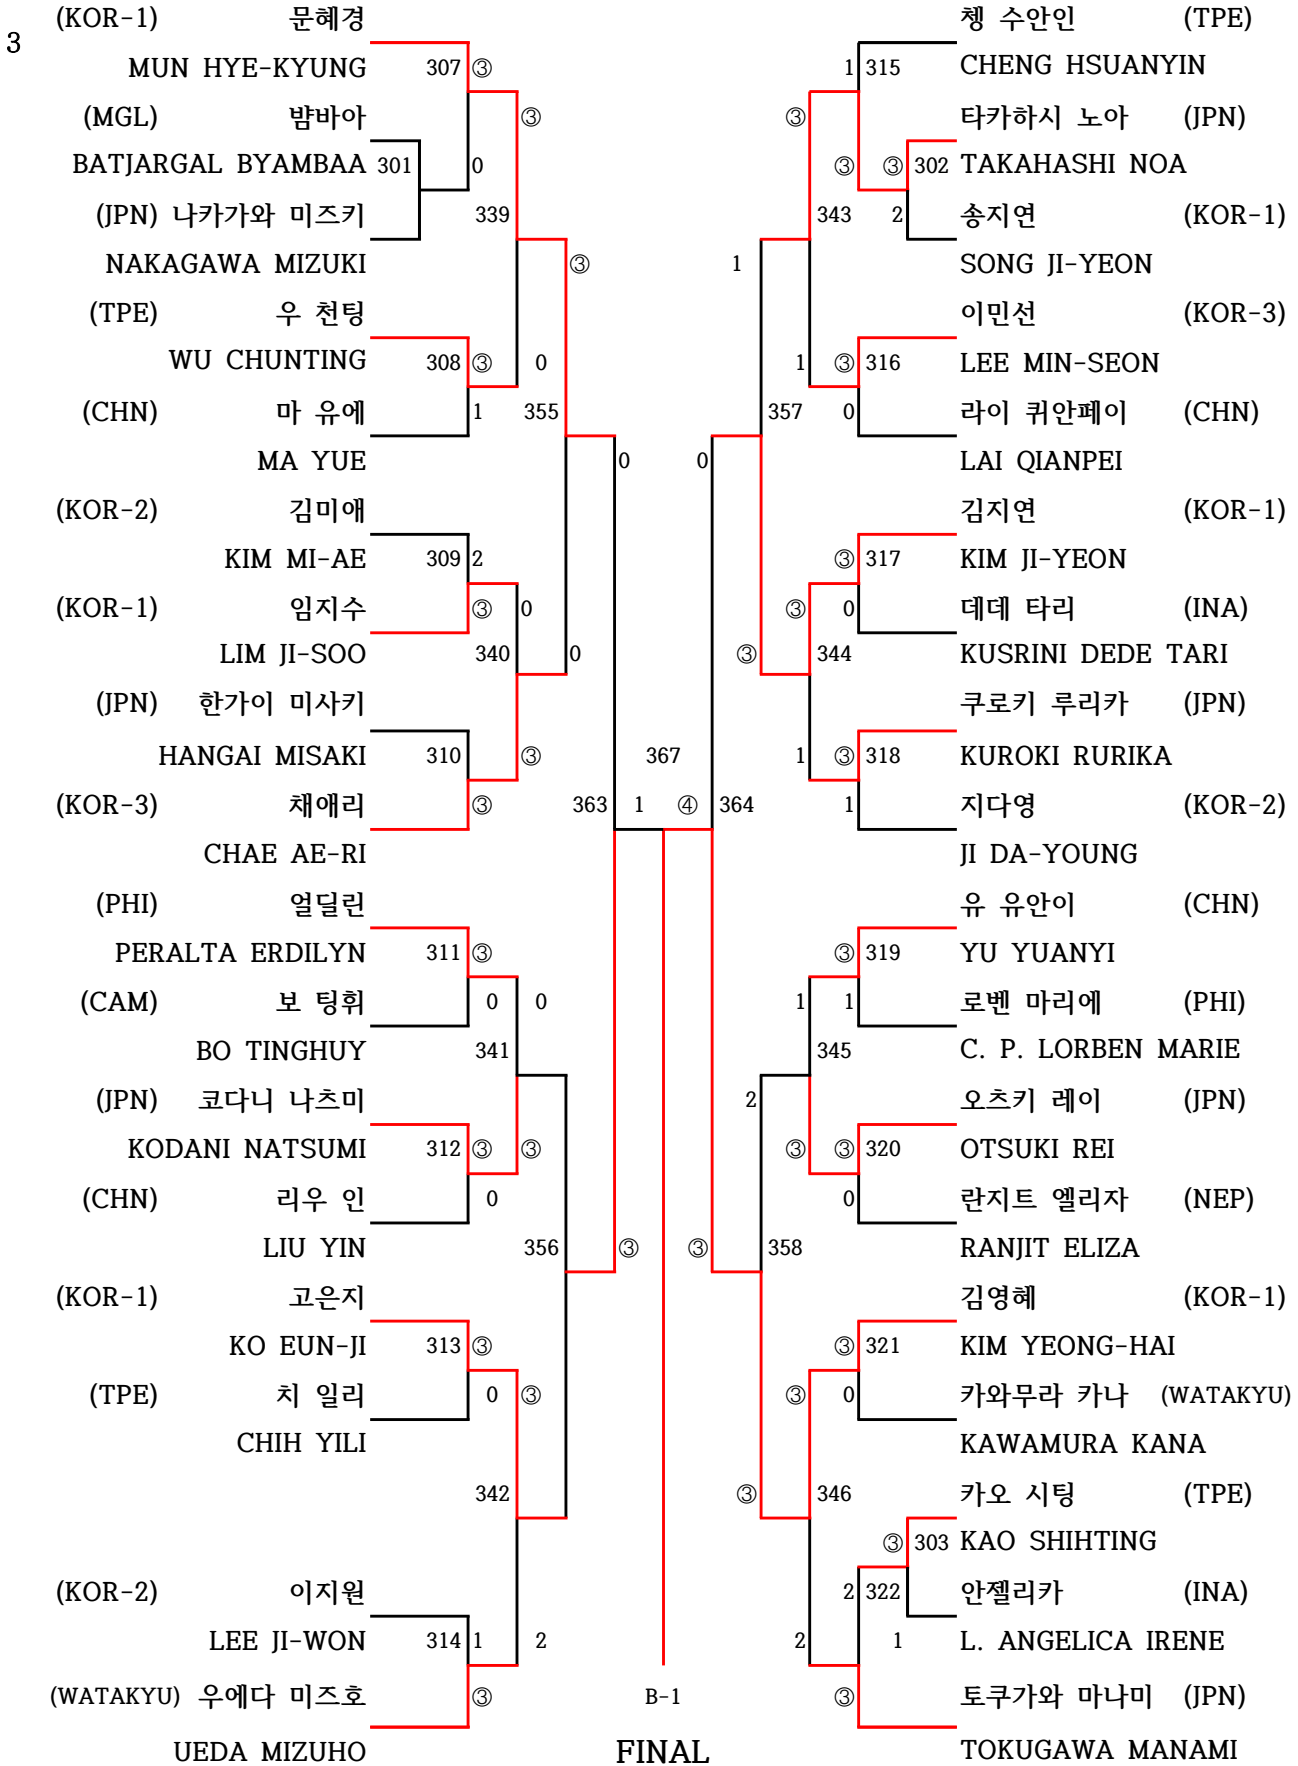 (KOR-1) 문혜경
3
MUN HYE-KYUNG 307 ③
(MGL) 뱜바아 ③
BATJARGAL BYAMBAA 301 0
(JPN) 나카가와 미즈키 339
NAKAGAWA MIZUKI ③
(TPE) 우 천팅
WU CHUNTING 308 ③ 0
(CHN) 마 유에 1 355
MA YUE 0
(KOR-2) 김미애
KIM MI-AE 309 2
(KOR-1) 임지수 ③ 0
LIM JI-SOO 340 0
(JPN) 한가이 미사키
HANGAI MISAKI 310 ③
(KOR-3) 채애리 ③ 363
CHAE AE-RI
(PHI) 얼딜린
PERALTA ERDILYN 311 ③
(CAM) 보 팅휘 0 0
BO TINGHUY 341
(JPN) 코다니 나츠미
KODANI NATSUMI 312 ③ ③
(CHN) 리우 인 0
LIU YIN 356 ③
(KOR-1) 고은지
KO EUN-JI 313 ③
(TPE) 치 일리 0 ③
CHIH YILI
342
(KOR-2) 이지원
LEE JI-WON 314 1 2
(WATAKYU) 우에다 미즈호 ③
UEDA MIZUHO
367
1 ④
B-1
FINAL
쳉 수안인 (TPE)
1 315 CHENG HSUANYIN
③ 타카하시 노아 (JPN)
③ ③ 302 TAKAHASHI NOA
343 2 송지연 (KOR-1)
1 SONG JI-YEON
이민선 (KOR-3)
1 ③ 316 LEE MIN-SEON
357 0 라이 퀴안페이 (CHN)
0 LAI QIANPEI
김지연 (KOR-1)
③ 317 KIM JI-YEON
③ 0 데데 타리 (INA)
③ 344 KUSRINI DEDE TARI
쿠로키 루리카 (JPN)
1 ③ 318 KUROKI RURIKA
364 1 지다영 (KOR-2)
JI DA-YOUNG
유 유안이 (CHN)
③ 319 YU YUANYI
1 1 로벤 마리에 (PHI)
345 C. P. LORBEN MARIE
2 오츠키 레이 (JPN)
③ ③ 320 OTSUKI REI
0 란지트 엘리자 (NEP)
③ 358 RANJIT ELIZA
김영혜 (KOR-1)
③ 321 KIM YEONG-HAI
③ 0 카와무라 카나 (WATAKYU)
KAWAMURA KANA
③ 346 카오 시팅 (TPE)
③ 303 KAO SHIHTING
2 322 안젤리카 (INA)
2 1 L. ANGELICA IRENE
③ 토쿠가와 마나미 (JPN)
TOKUGAWA MANAMI